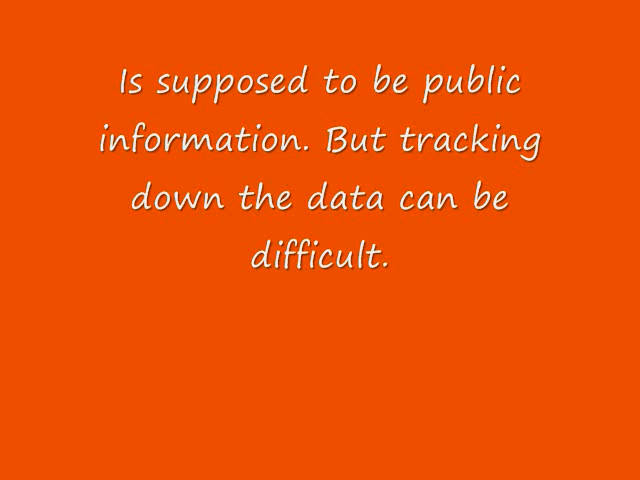 Is supposed to be public
information. But tracking
down the data can be
difficult.